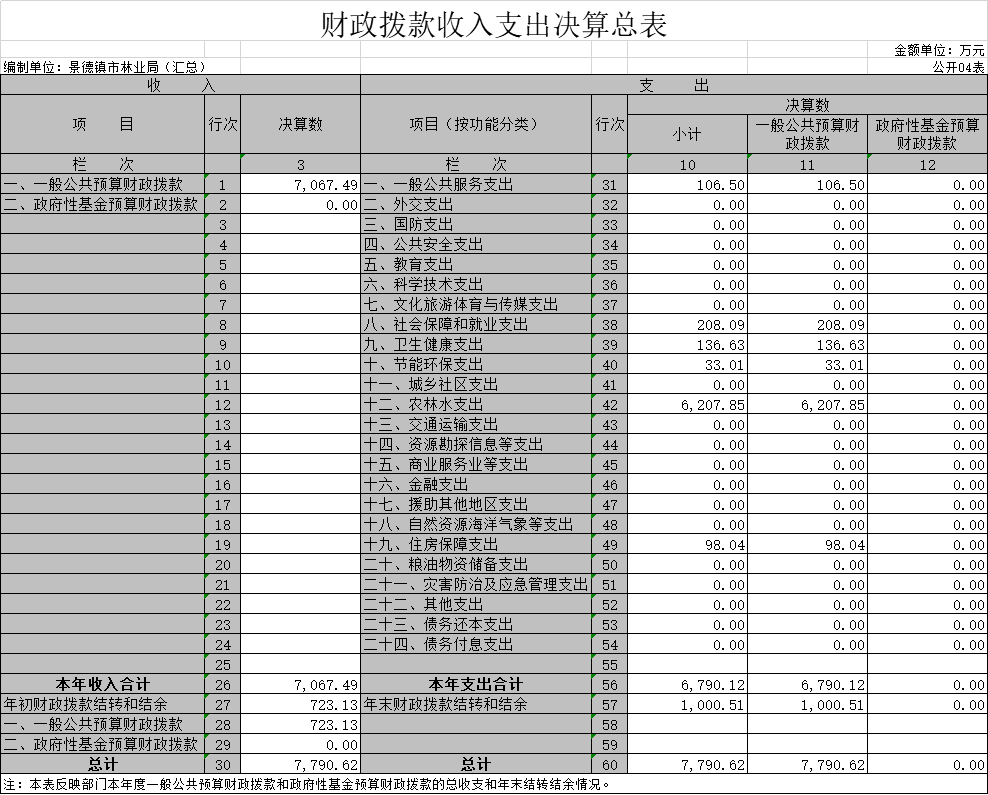 财政拨款收入支出决算总表
金额单位：万元
编制单位：景德镇市林业局（汇总） 公开04表
收 入 支 出
项 目 行次 决算数 项目（按功能分类） 行次 决算数
小计 一般公共预算财政拨款 政府性基金预算财政拨款
栏 次 3 栏 次 10 11 12
一、一般公共预算财政拨款 1 7,067.49 一、一般公共服务支出 31 106.50 106.50 0.00
二、政府性基金预算财政拨款 2 0.00 二、外交支出 32 0.00 0.00 0.00
3 三、国防支出 33 0.00 0.00 0.00
4 四、公共安全支出 34 0.00 0.00 0.00
5 五、教育支出 35 0.00 0.00 0.00
6 六、科学技术支出 36 0.00 0.00 0.00
7 七、文化旅游体育与传媒支出 37 0.00 0.00 0.00
8 八、社会保障和就业支出 38 208.09 208.09 0.00
9 九、卫生健康支出 39 136.63 136.63 0.00
10 十、节能环保支出 40 33.01 33.01 0.00
11 十一、城乡社区支出 41 0.00 0.00 0.00
12 十二、农林水支出 42 6,207.85 6,207.85 0.00
13 十三、交通运输支出 43 0.00 0.00 0.00
14 十四、资源勘探信息等支出 44 0.00 0.00 0.00
15 十五、商业服务业等支出 45 0.00 0.00 0.00
16 十六、金融支出 46 0.00 0.00 0.00
17 十七、援助其他地区支出 47 0.00 0.00 0.00
18 十八、自然资源海洋气象等支出 48 0.00 0.00 0.00
19 十九、住房保障支出 49 98.04 98.04 0.00
20 二十、粮油物资储备支出 50 0.00 0.00 0.00
21 二十一、灾害防治及应急管理支出 51 0.00 0.00 0.00
22 二十二、其他支出 52 0.00 0.00 0.00
23 二十三、债务还本支出 53 0.00 0.00 0.00
24 二十四、债务付息支出 54 0.00 0.00 0.00
25 55
本年收入合计 26 7,067.49 本年支出合计 56 6,790.12 6,790.12 0.00
年初财政拨款结转和结余 27 723.13 年末财政拨款结转和结余 57 1,000.51 1,000.51 0.00
一、一般公共预算财政拨款 28 723.13 58
二、政府性基金预算财政拨款 29 0.00 59
总计 30 7,790.62 总计 60 7,790.62 7,790.62 0.00
注：本表反映部门本年度一般公共预算财政拨款和政府性基金预算财政拨款的总收支和年末结转结余情况。